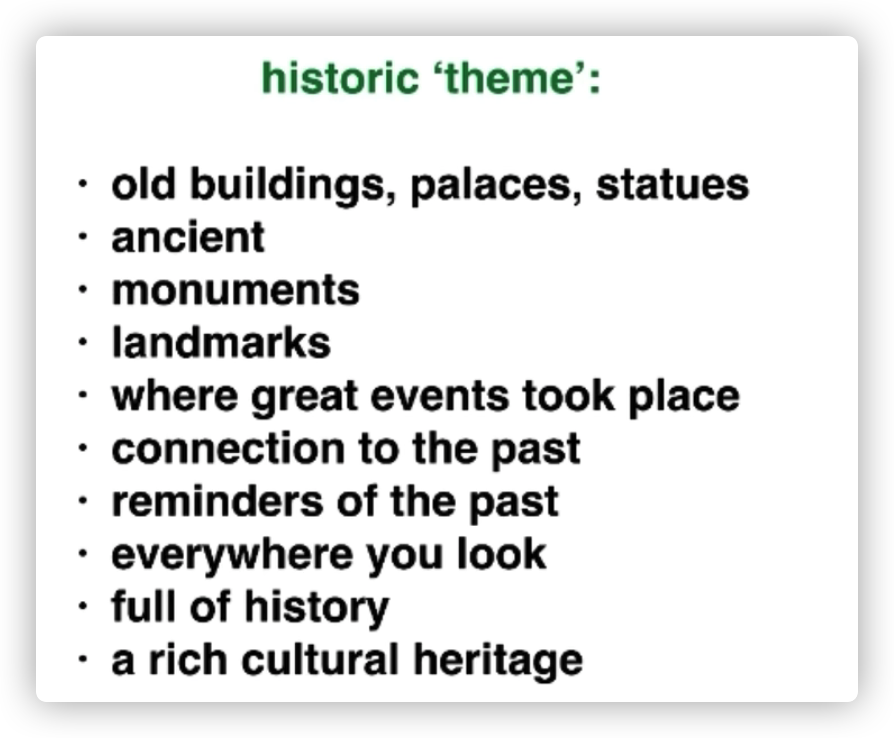 historic ‘theme’:
· old buildings, palaces, statues
· ancient
· monuments
· landmarks
· where great events took place
· connection to the past
· reminders of the past
· everywhere you look
· full of history
· a rich cultural heritage